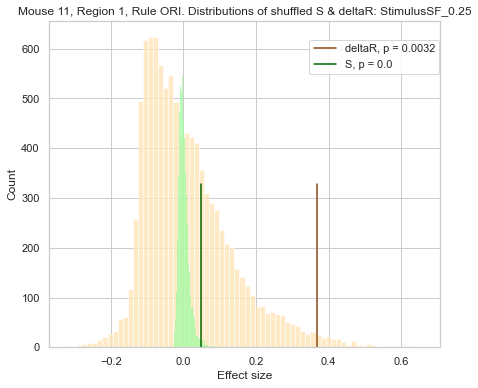 Mouse 11, Region 1, Rule ORI. Distributions of shuffled S & deltaR: StimulusSF_0.25
deltaR, p = 0.0032
S, p = 0.0
Count
600
500
400
300
200
100
0
−0.2 0.0 0.2 0.4 0.6
Effect size